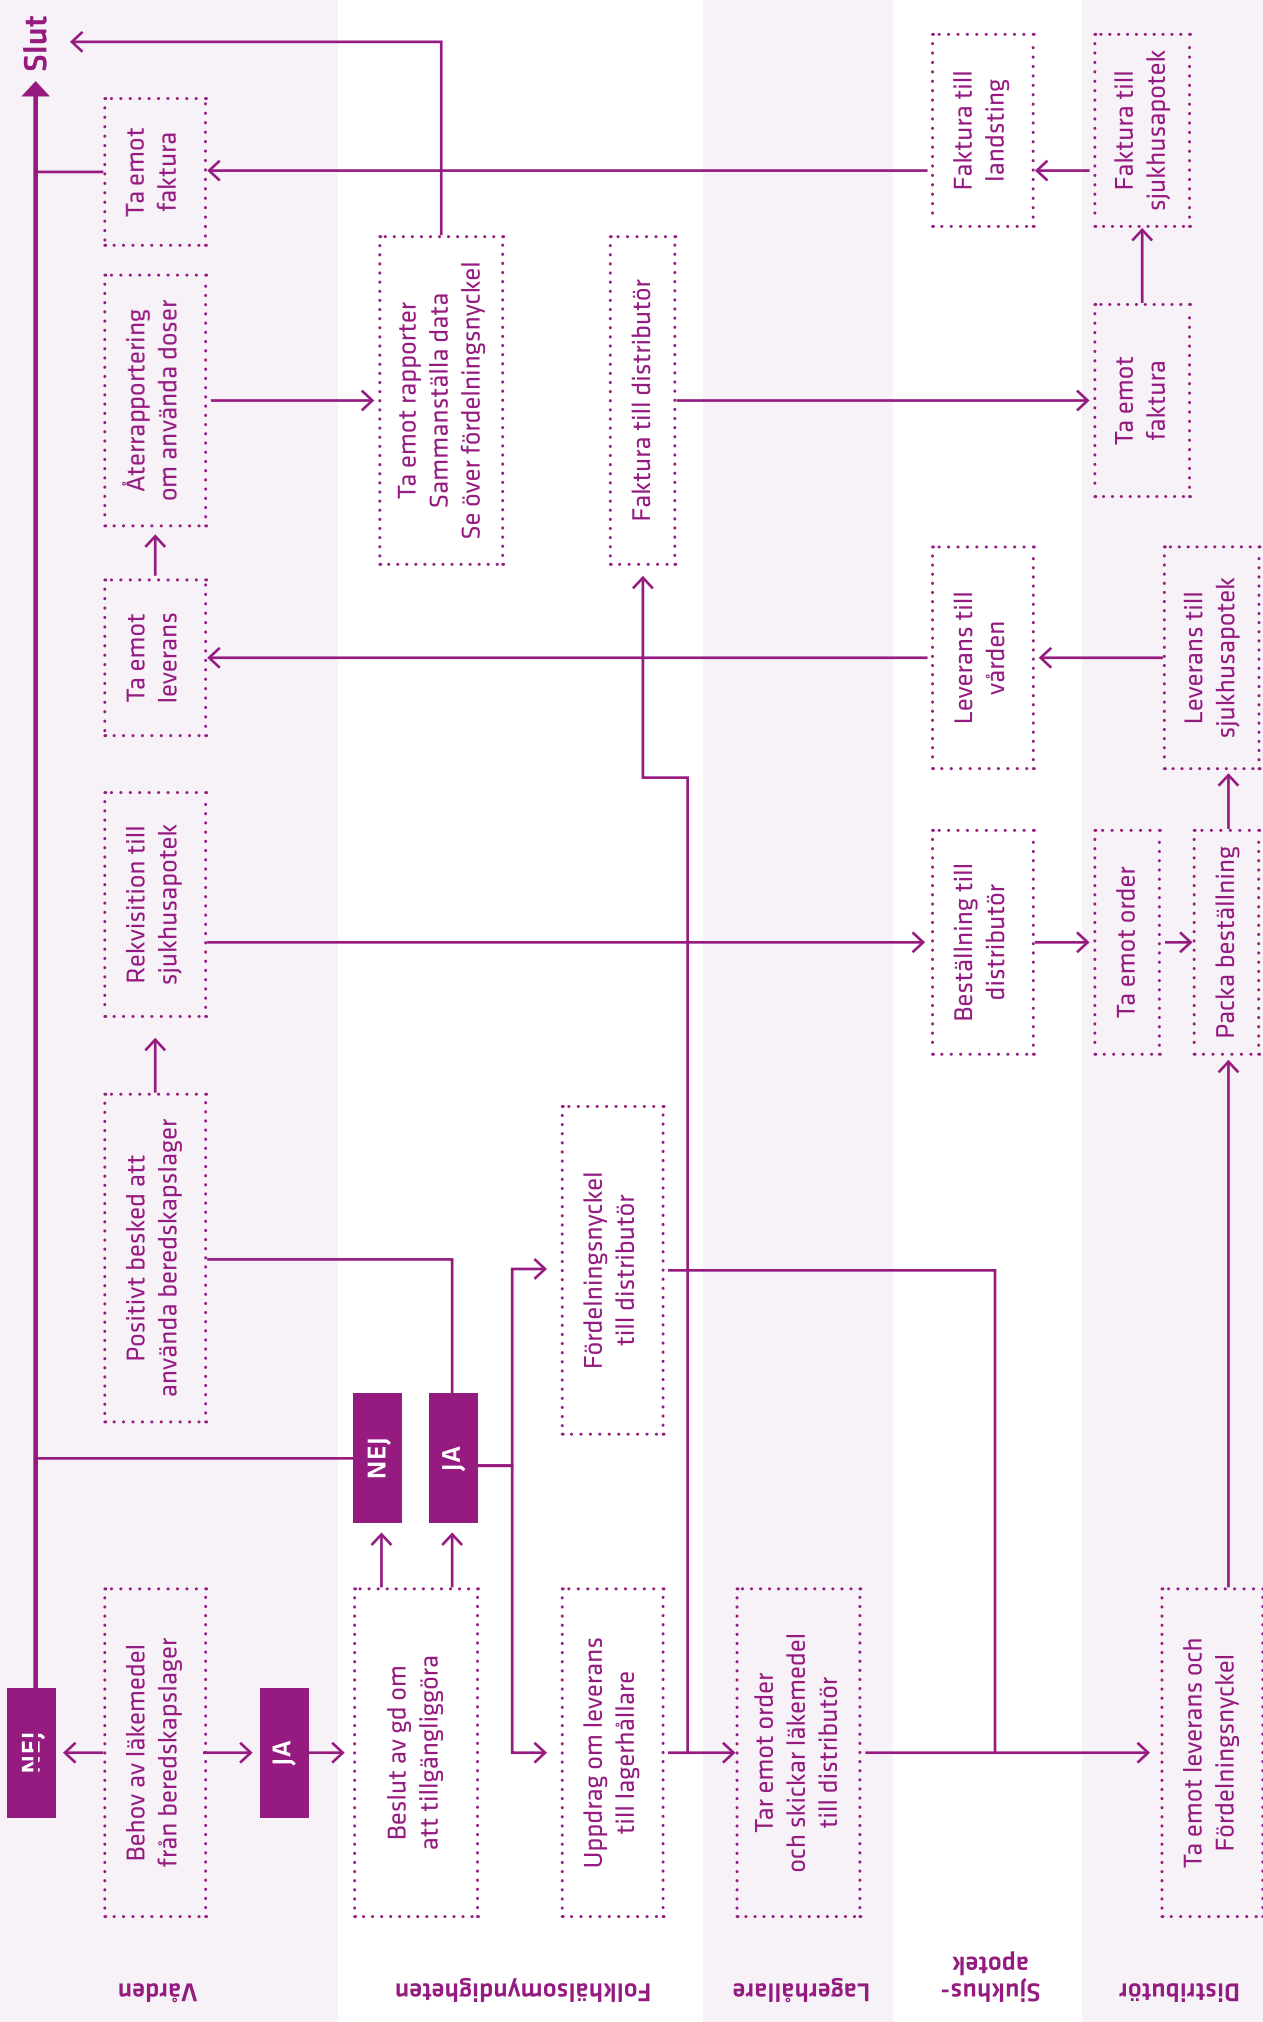 Vården
NEJ
Behov av läkemedel
från beredskapslager
JA
Positivt besked att
använda beredskapslager
Rekvisition till
sjukhusapotek
Ta emot
leverans
Återrapportering
om använda doser
Ta emot
faktura
Slut
Folkhälsomyndigheten
Beslut av gd om
att tillgängliggöra
NEJ
JA
Uppdrag om leverans
till lagerhållare
Fördelningsnyckel
till distributör
Ta emot rapporter
Sammanställa data
Se över fördelningsnyckel
Faktura till distributör
Lagerhållare
Tar emot order
och skickar läkemedel
till distributör
Sjukhus-
apotek
Beställning till
distributör
Leverans till
vården
Faktura till
landsting
Distributör
Ta emot leverans och
Fördelningsnyckel
Ta emot order
Packa beställning
Leverans till
sjukhusapotek
Ta emot
faktura
Faktura till
sjukhusapotek